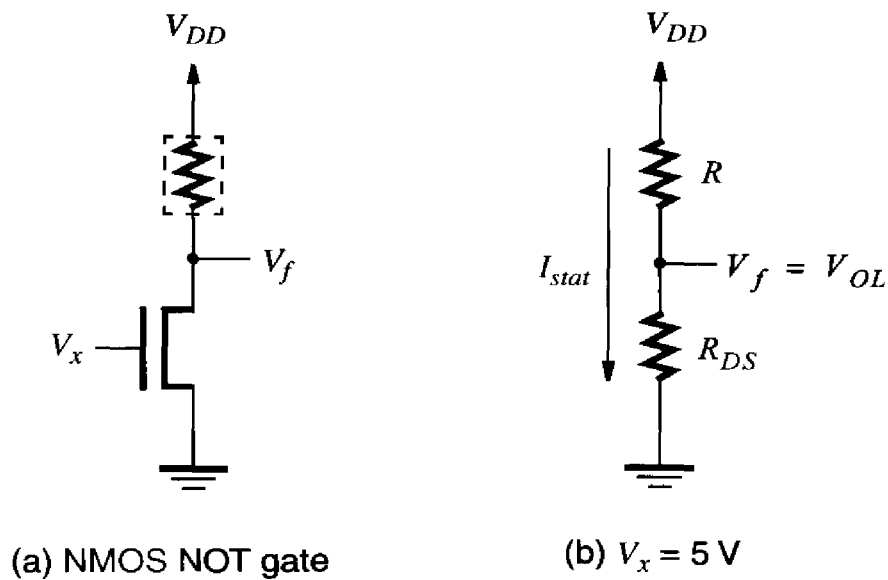 V_DD
V_f
V_x
(a) NMOS NOT gate
V_DD
R
I_stat
V_f = V_OL
R_DS
(b) V_x = 5 V